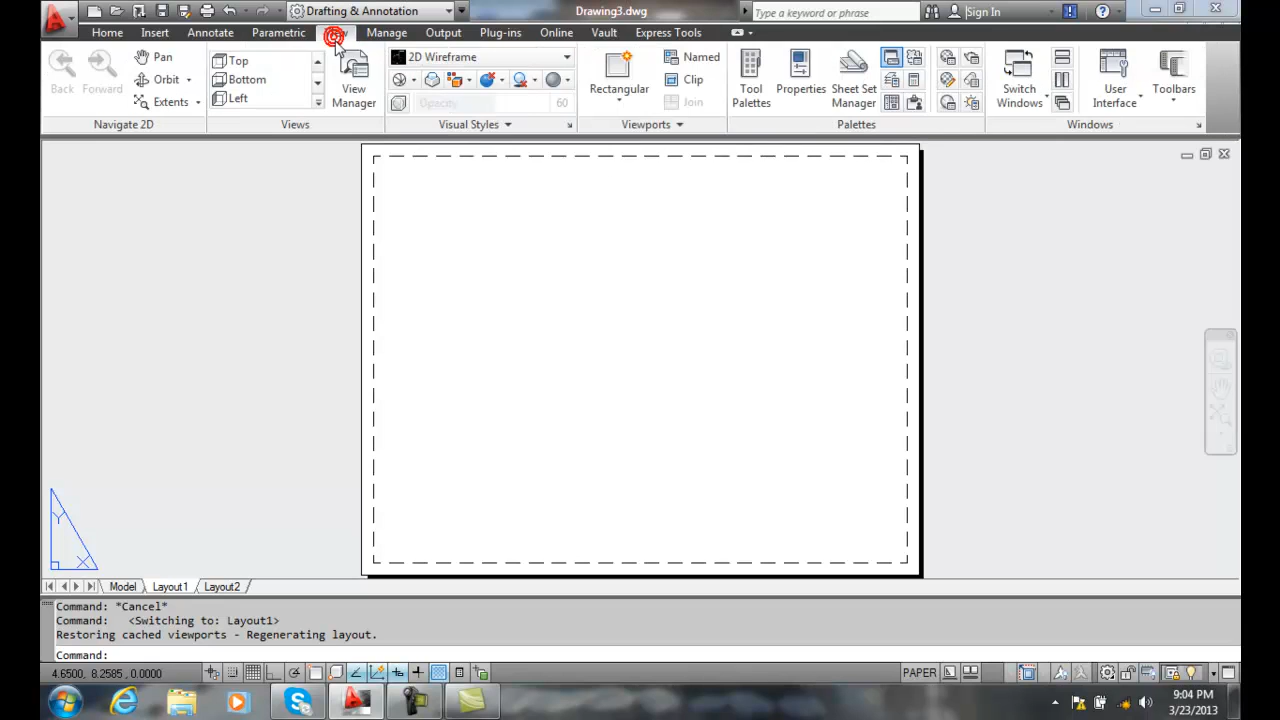 Drafting & Annotation
Drawing3.dwg
Type a keyword or phrase
Sign In
Home Insert Annotate Parametric Manage Output Plug-ins Online Vault Express Tools
Back
Forward
Pan
Orbit
Extents
Top
Bottom
Left
View
Manager
2D Wireframe
Opacity 60
Rectangular
Named
Clip
Join
Tool
Palettes
Properties
Sheet Set
Manager
Switch
Windows
User
Interface
Toolbars
Navigate 2D Views Visual Styles Viewports Palettes Windows
Y
X
Model Layout1 Layout2
Command: *Cancel*
Command: <Switching to: Layout1>
Restoring cached viewports - Regenerating layout.
Command:
4.6500, 8.2585, 0.0000
PAPER
9:04 PM
3/23/2013